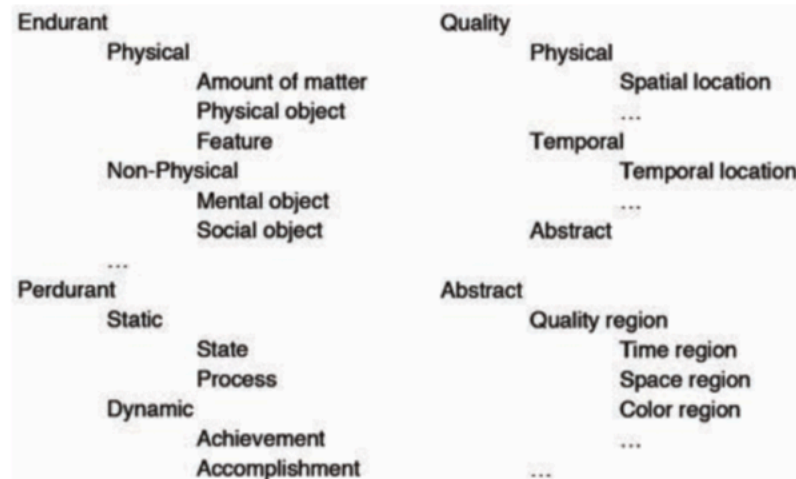 Endurant
Physical
Amount of matter
Physical object
Feature
Non-Physical
Mental object
Social object
...
Perdurant
Static
State
Process
Dynamic
Achievement
Accomplishment
Quality
Physical
Spatial location
...
Temporal
Temporal location
...
Abstract
Abstract
Quality region
Time region
Space region
Color region
...
...